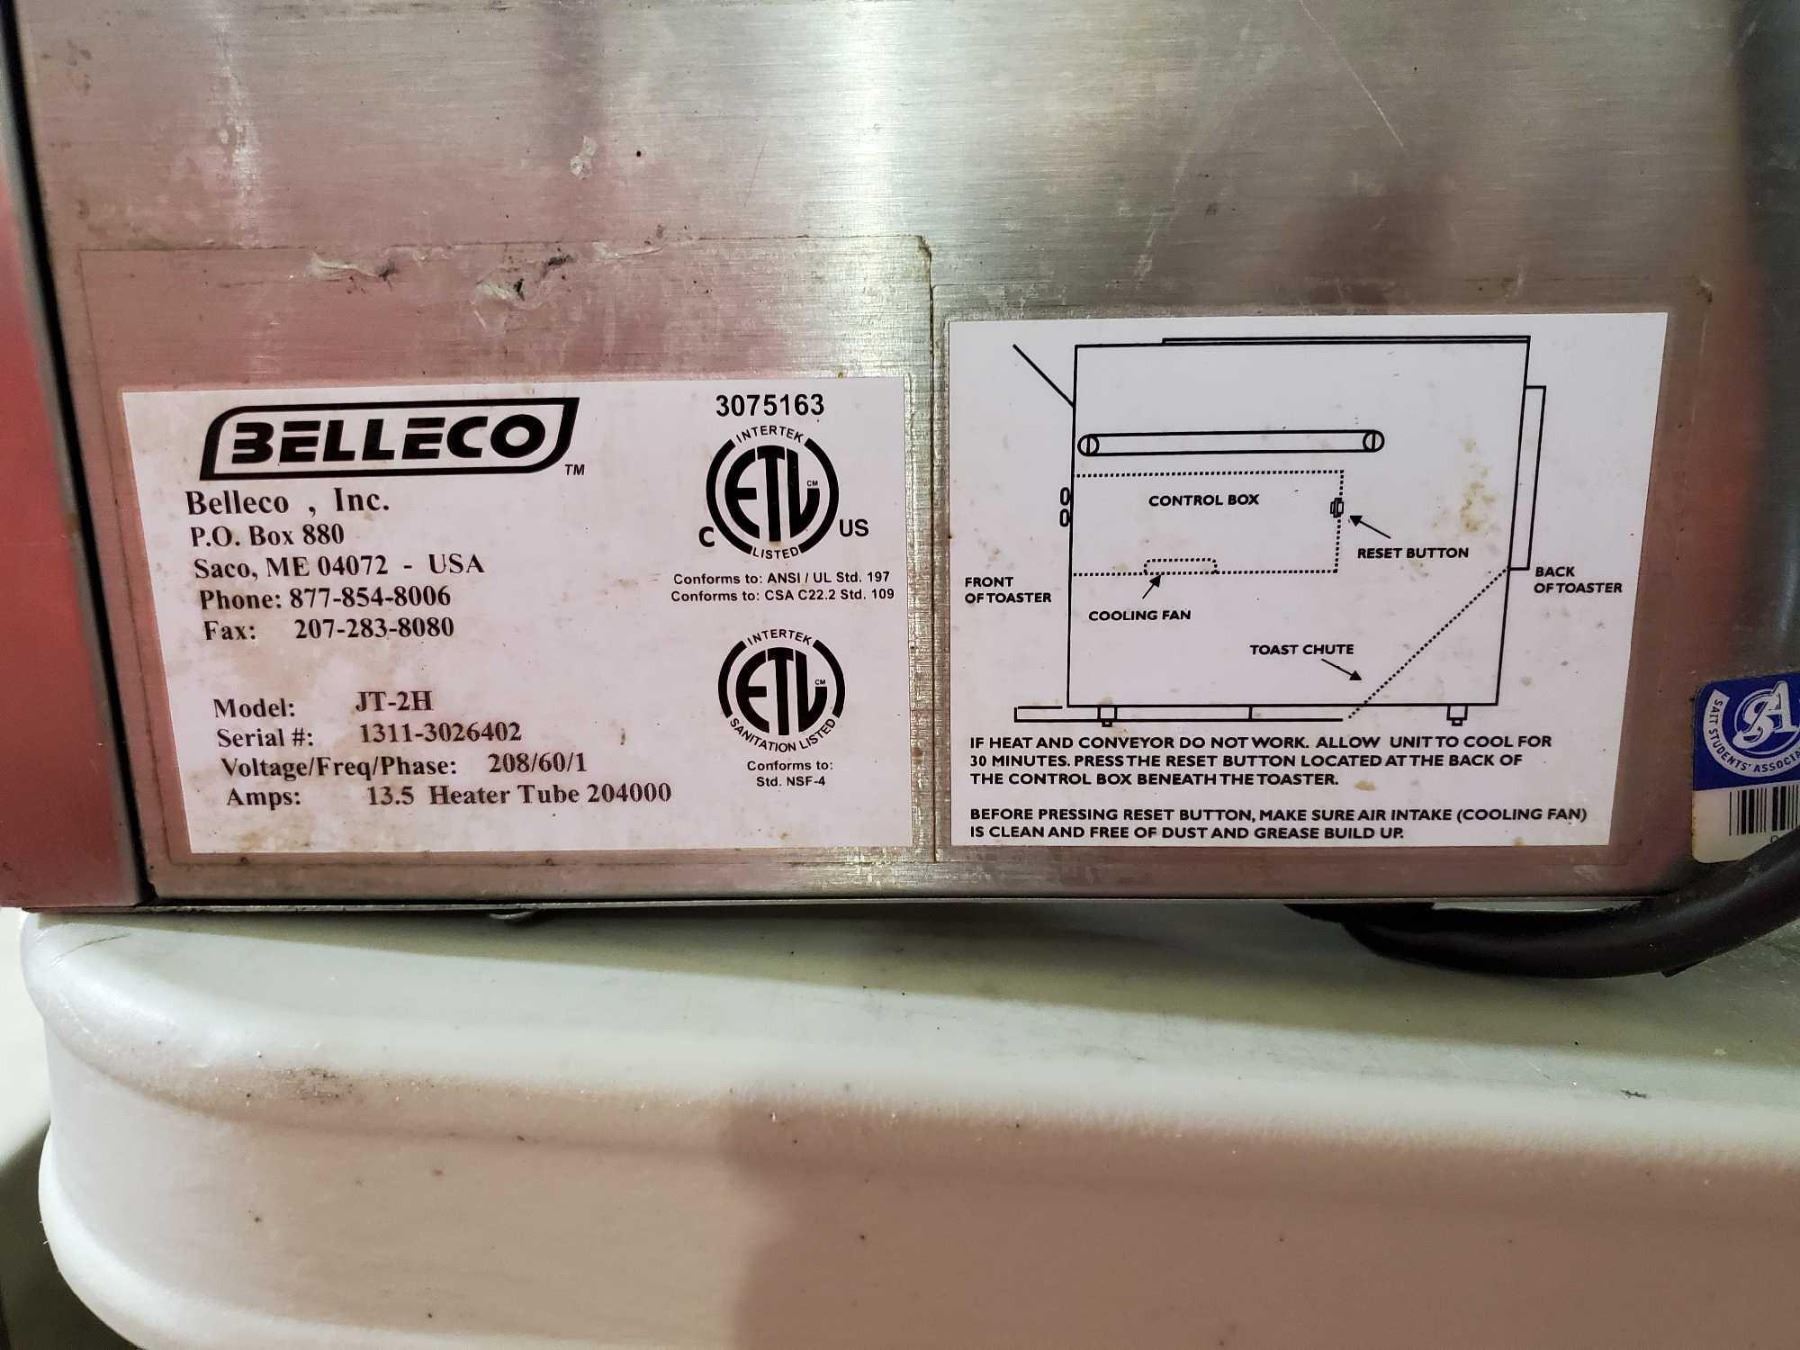 BELLECO TM
Belleco , Inc.
P.O. Box 880
Saco, ME 04072 - USA
Phone: 877-854-8006
Fax: 207-283-8080
Model: JT-2H
Serial #: 1311-3026402
Voltage/Freq/Phase: 208/60/1
Amps: 13.5 Heater Tube 204000
3075163
INTERTEK
ETL CM
C US
LISTED
Conforms to: ANSI / UL Std. 197
Conforms to: CSA C22.2 Std. 109
INTERTEK
ETL CM
SANITATION LISTED
Conforms to:
Std. NSF-4
CONTROL BOX
RESET BUTTON
FRONT
OF TOASTER
COOLING FAN
BACK
OF TOASTER
TOAST CHUTE
IF HEAT AND CONVEYOR DO NOT WORK. ALLOW UNIT TO COOL FOR
30 MINUTES. PRESS THE RESET BUTTON LOCATED AT THE BACK OF
THE CONTROL BOX BENEATH THE TOASTER.
BEFORE PRESSING RESET BUTTON, MAKE SURE AIR INTAKE (COOLING FAN)
IS CLEAN AND FREE OF DUST AND GREASE BUILD UP.
SA
SAIT STUDENTS'